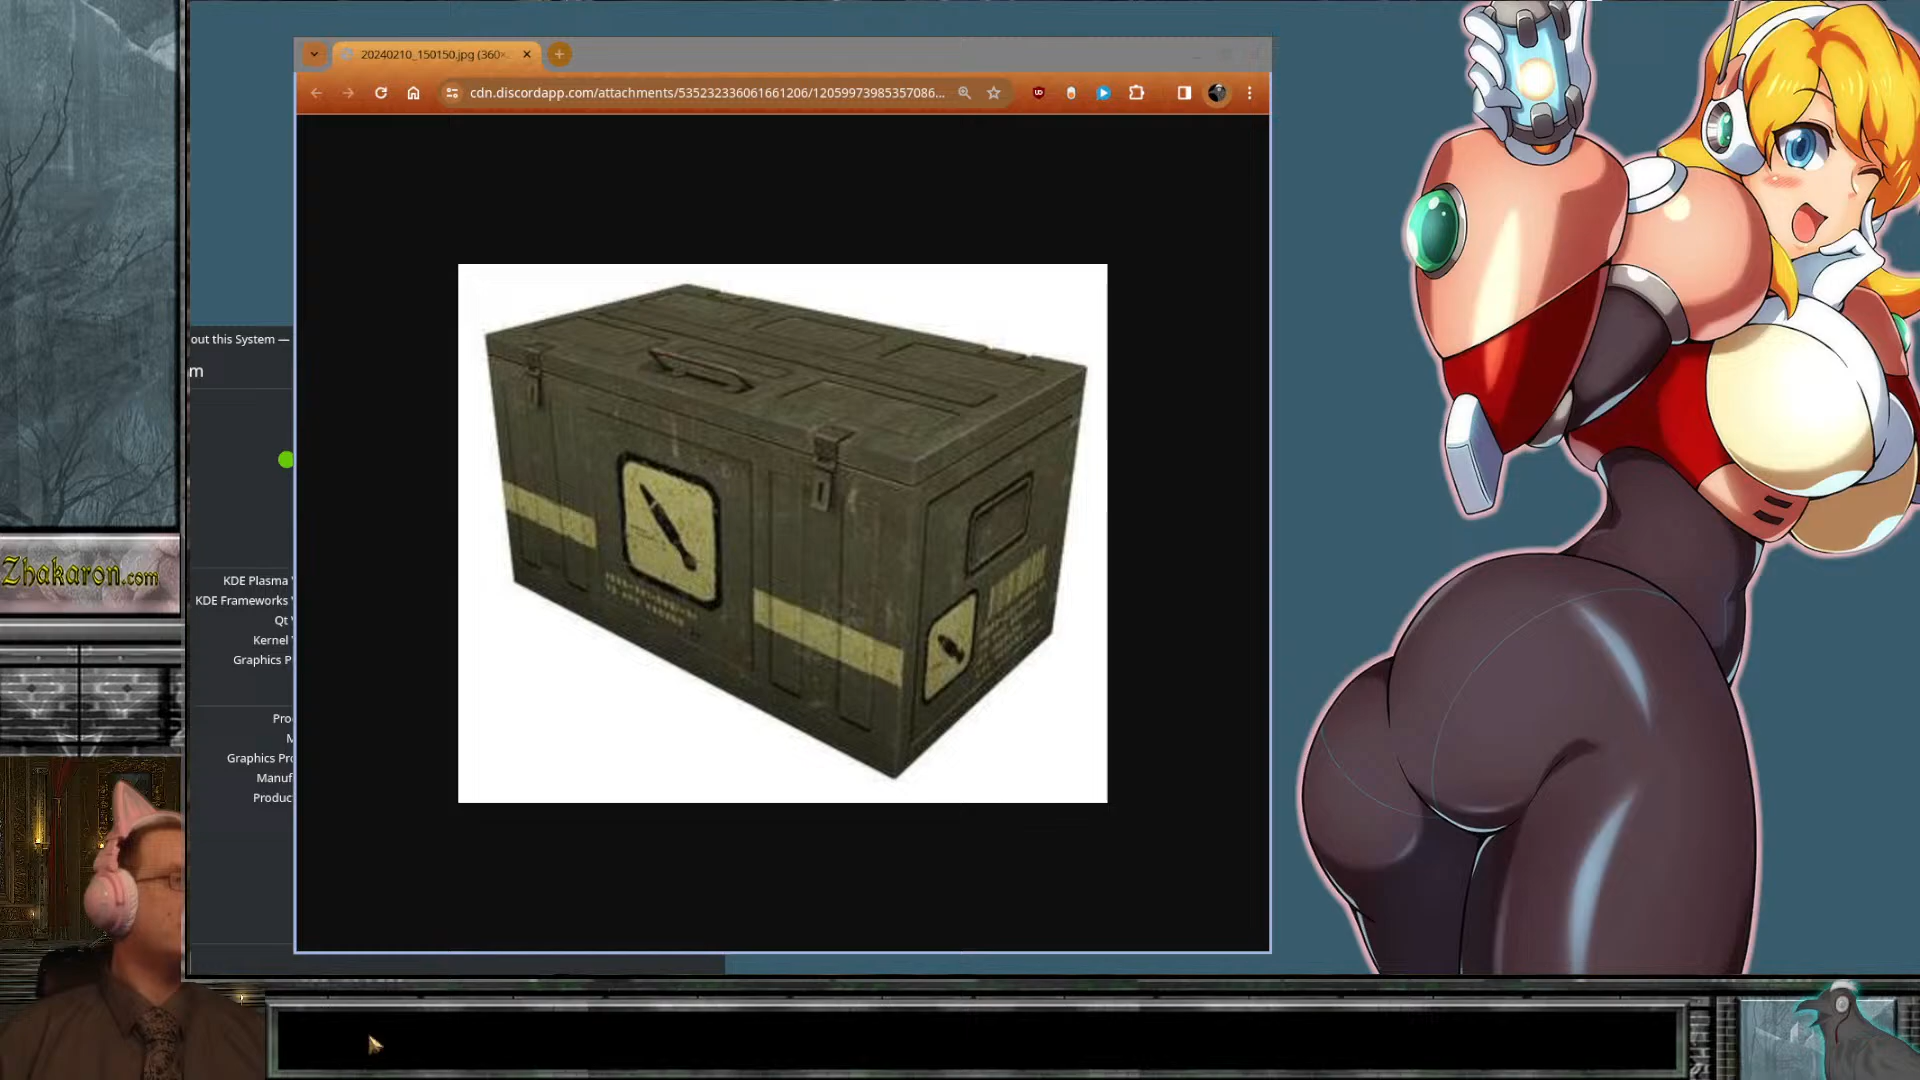 20240210_150150.jpg (360×
cdn.discordapp.com/attachments/535232336061661206/12059973985357086...
out this System —
m
Zhakaron.com
KDE Plasma
KDE Frameworks
Qt
Kernel
Graphics P
Pro
M
Graphics Pro
Manuf
Produc